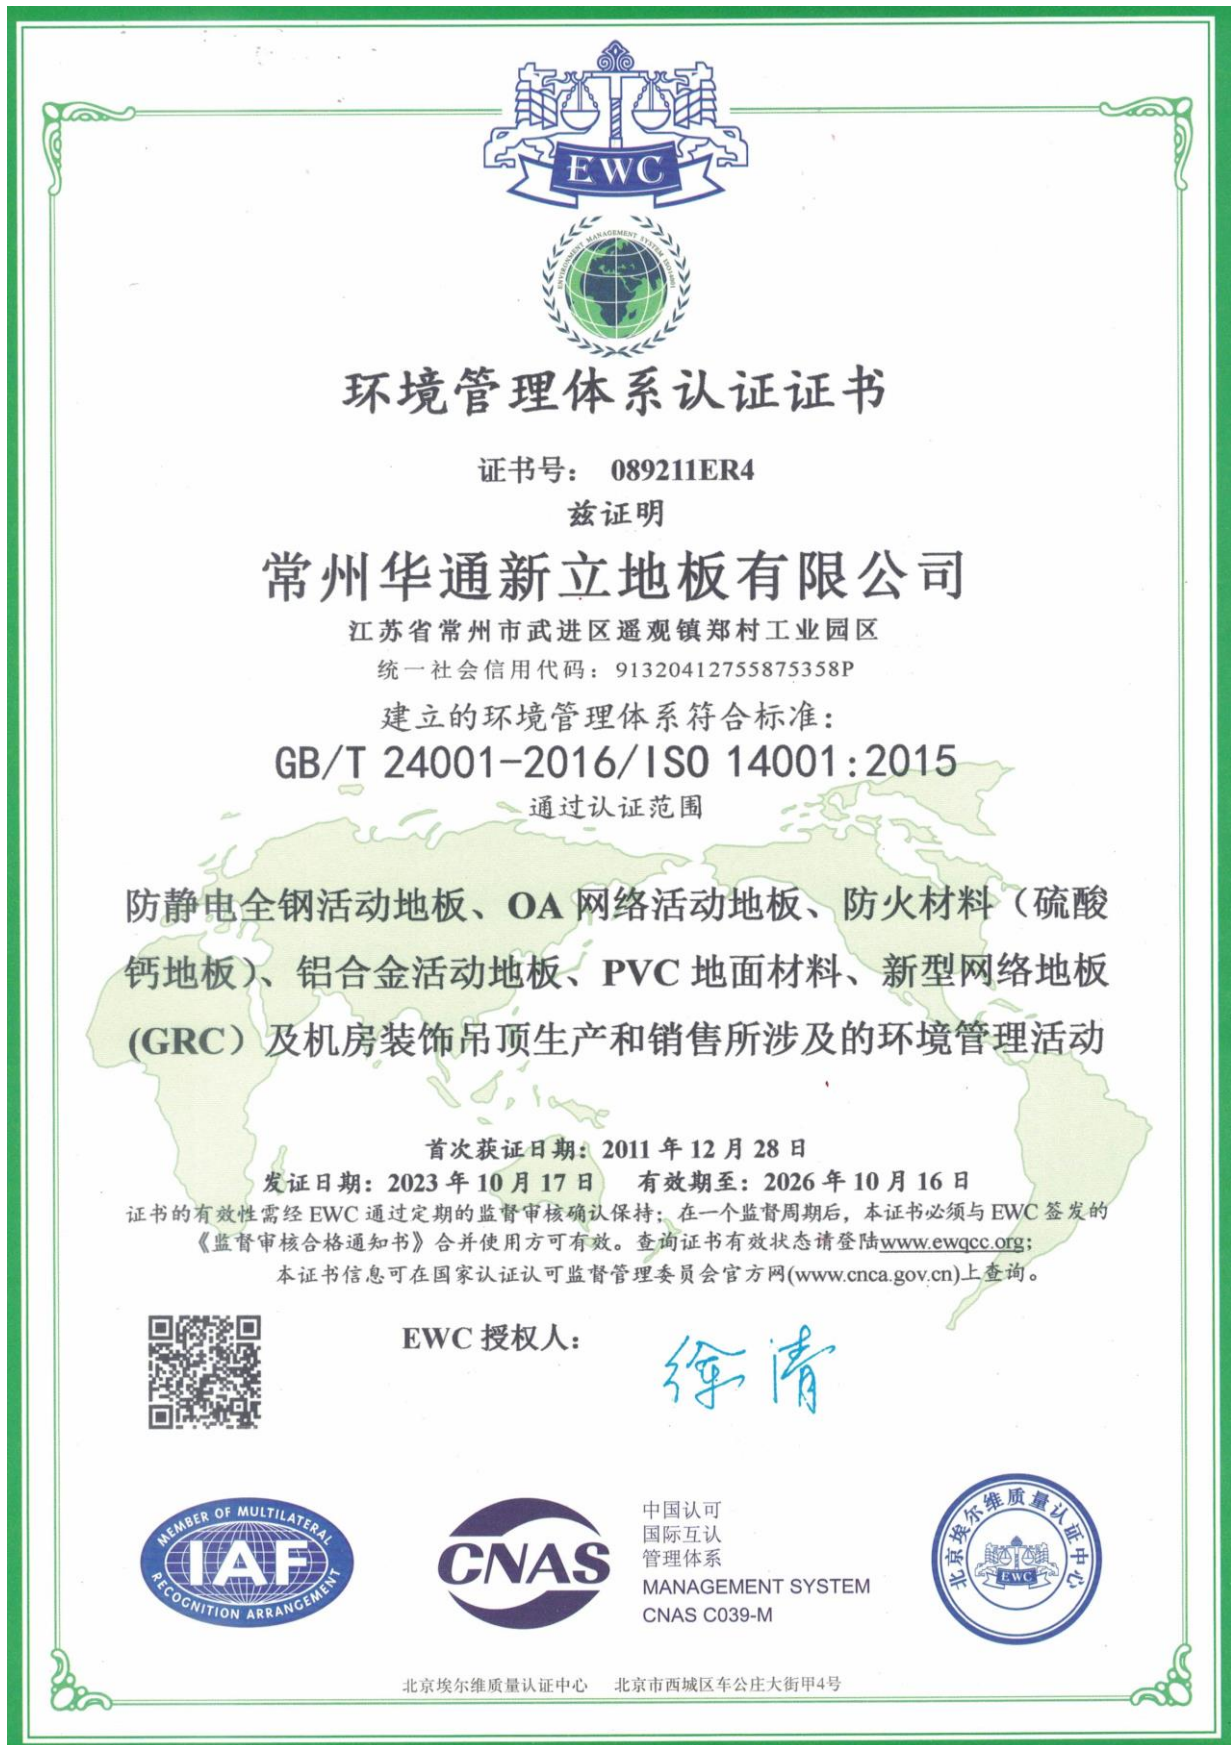 EWC
ENVIRONMENT MANAGEMENT SYSTEM ISO14001
环境管理体系认证证书
证书号: 089211ER4
兹证明
常州华通新立地板有限公司
江苏省常州市武进区遥观镇郑村工业园区
统一社会信用代码: 91320412755875358P
建立的环境管理体系符合标准:
GB/T 24001-2016/ISO 14001:2015
通过认证范围
防静电全钢活动地板、OA 网络活动地板、防火材料（硫酸
钙地板)、铝合金活动地板、PVC 地面材料、新型网络地板
(GRC）及机房装饰吊顶生产和销售所涉及的环境管理活动
首次获证日期: 2011 年 12 月 28 日
发证日期: 2023 年 10 月 17 日 有效期至: 2026 年 10 月 16 日
证书的有效性需经 EWC 通过定期的监督审核确认保持; 在一个监督周期后, 本证书必须与 EWC 签发的
《监督审核合格通知书》合并使用方可有效。查询证书有效状态请登陆www.ewqcc.org;
本证书信息可在国家认证认可监督管理委员会官方网(www.cnca.gov.cn)上查询。
EWC 授权人:
徐清
MEMBER OF MULTILATERAL
IAF
RECOGNITION ARRANGEMENT
CNAS
中国认可
国际互认
管理体系
MANAGEMENT SYSTEM
CNAS C039-M
北京埃尔维质量认证中心
EWC
北京埃尔维质量认证中心 北京市西城区车公庄大街甲4号